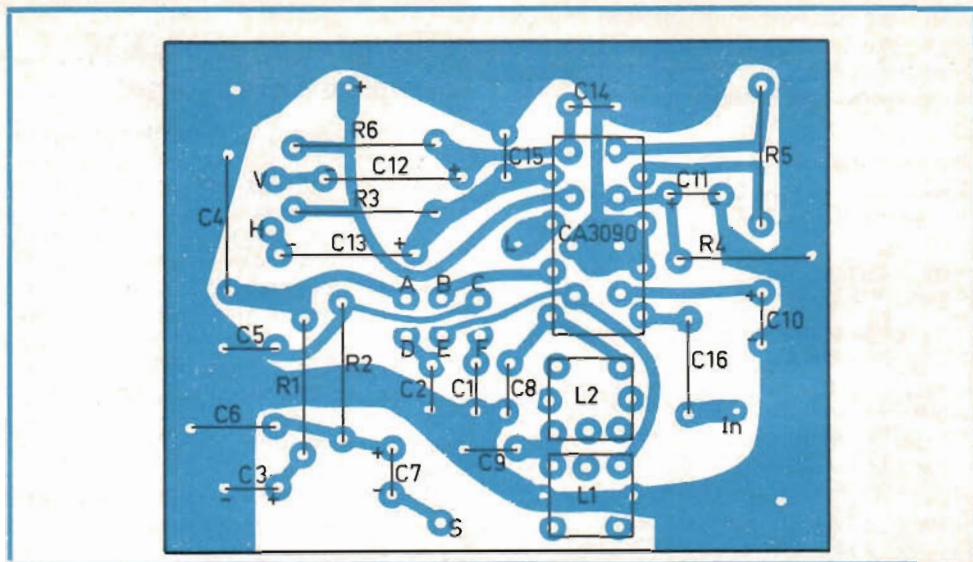 +
C14
R6
C12
+
C15
R5
V
-
C11
R3
C4
H
L
CA3090
-
C13
+
R4
A
B
C
+
C10
-
D
E
F
C5
R1
R2
C2
C1
C8
L2
C16
In
C6
+
C7
-
C9
C3
-
+
L1
S